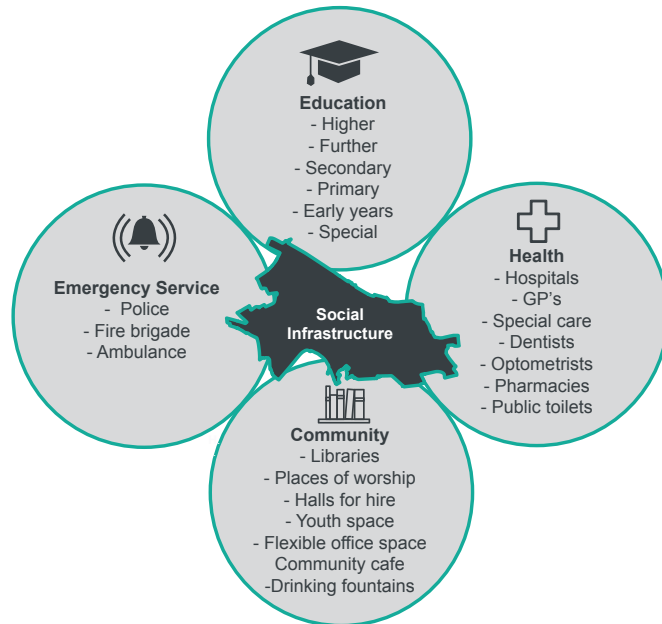 Education
- Higher
- Further
- Secondary
- Primary
- Early years
- Special
Emergency Service
- Police
- Fire brigade
- Ambulance
Social
Infrastructure
Health
- Hospitals
- GP's
- Special care
- Dentists
- Optometrists
- Pharmacies
- Public toilets
Community
- Libraries
- Places of worship
- Halls for hire
- Youth space
- Flexible office space
Community cafe
-Drinking fountains